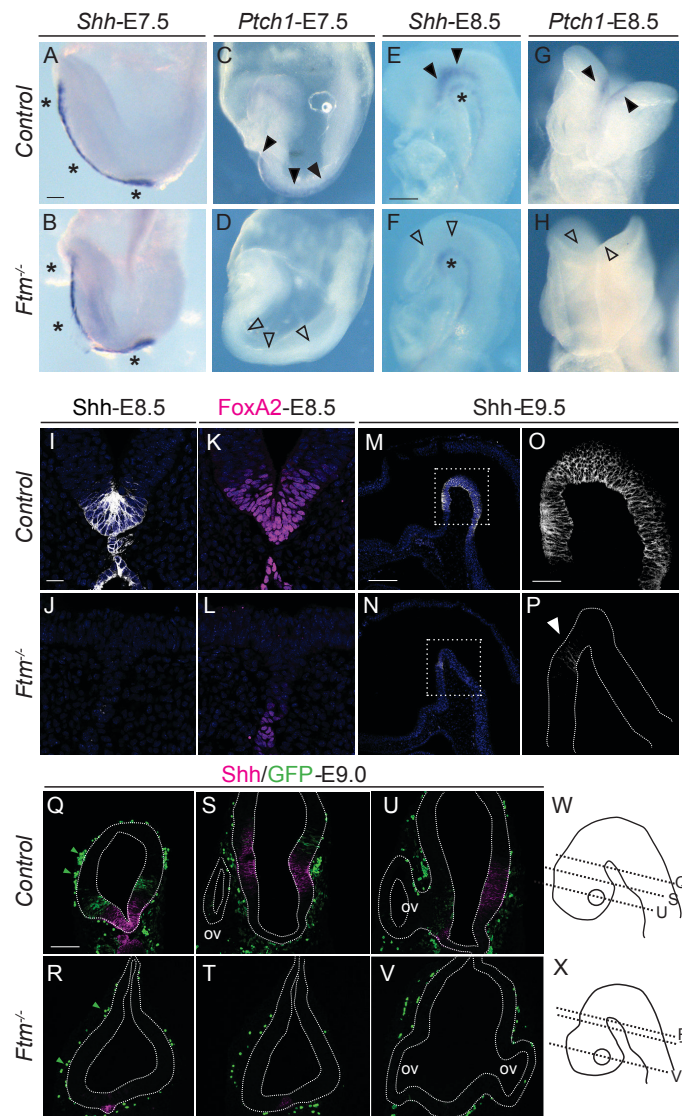 Shh-E7.5 Ptch1-E7.5 Shh-E8.5 Ptch1-E8.5
Control
A C E G
* * * *
Ftm-/-
B D F H
* * * *
Shh-E8.5 FoxA2-E8.5 Shh-E9.5
Control
I K M O
Ftm-/-
J L N P
Shh/GFP-E9.0
Control
Q S U W
ov ov
S
U
Ftm-/-
R T V X
ov ov
V